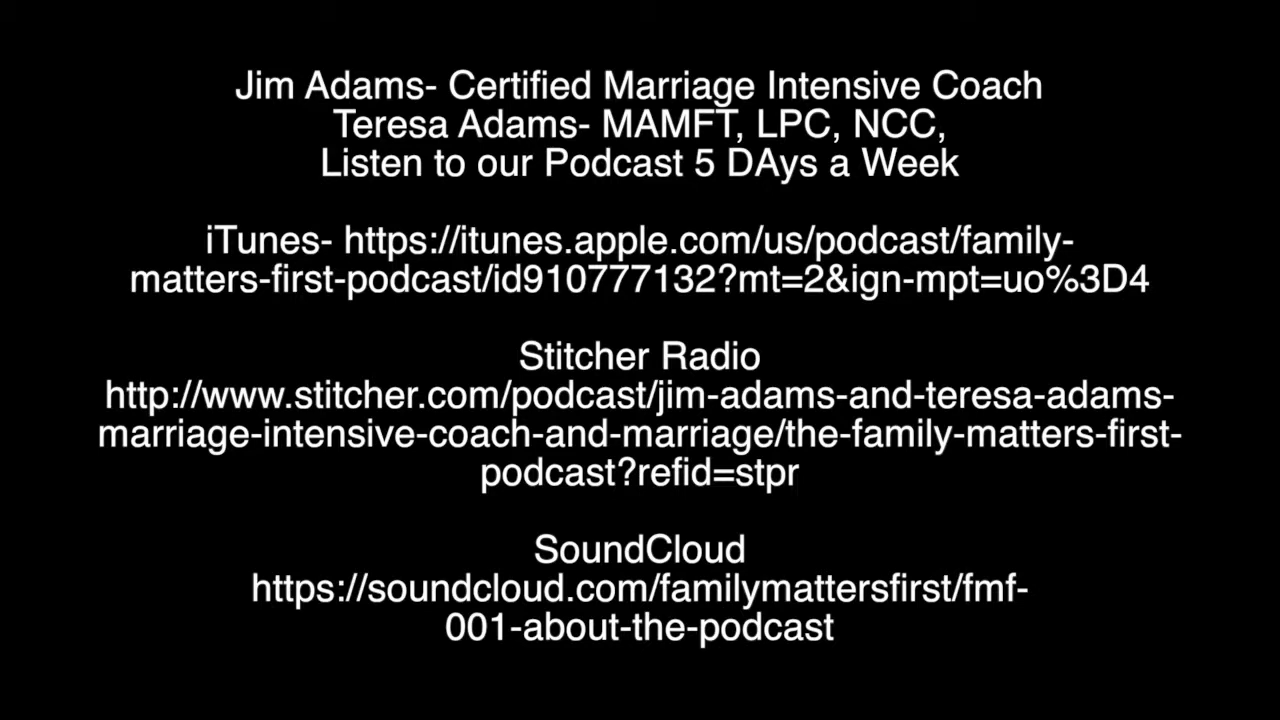 Jim Adams- Certified Marriage Intensive Coach
Teresa Adams- MAMFT, LPC, NCC,
Listen to our Podcast 5 DAys a Week
iTunes- https://itunes.apple.com/us/podcast/family-
matters-first-podcast/id910777132?mt=2&ign-mpt=uo%3D4
Stitcher Radio
http://www.stitcher.com/podcast/jim-adams-and-teresa-adams-
marriage-intensive-coach-and-marriage/the-family-matters-first-
podcast?refid=stpr
SoundCloud
https://soundcloud.com/familymattersfirst/fmf-
001-about-the-podcast